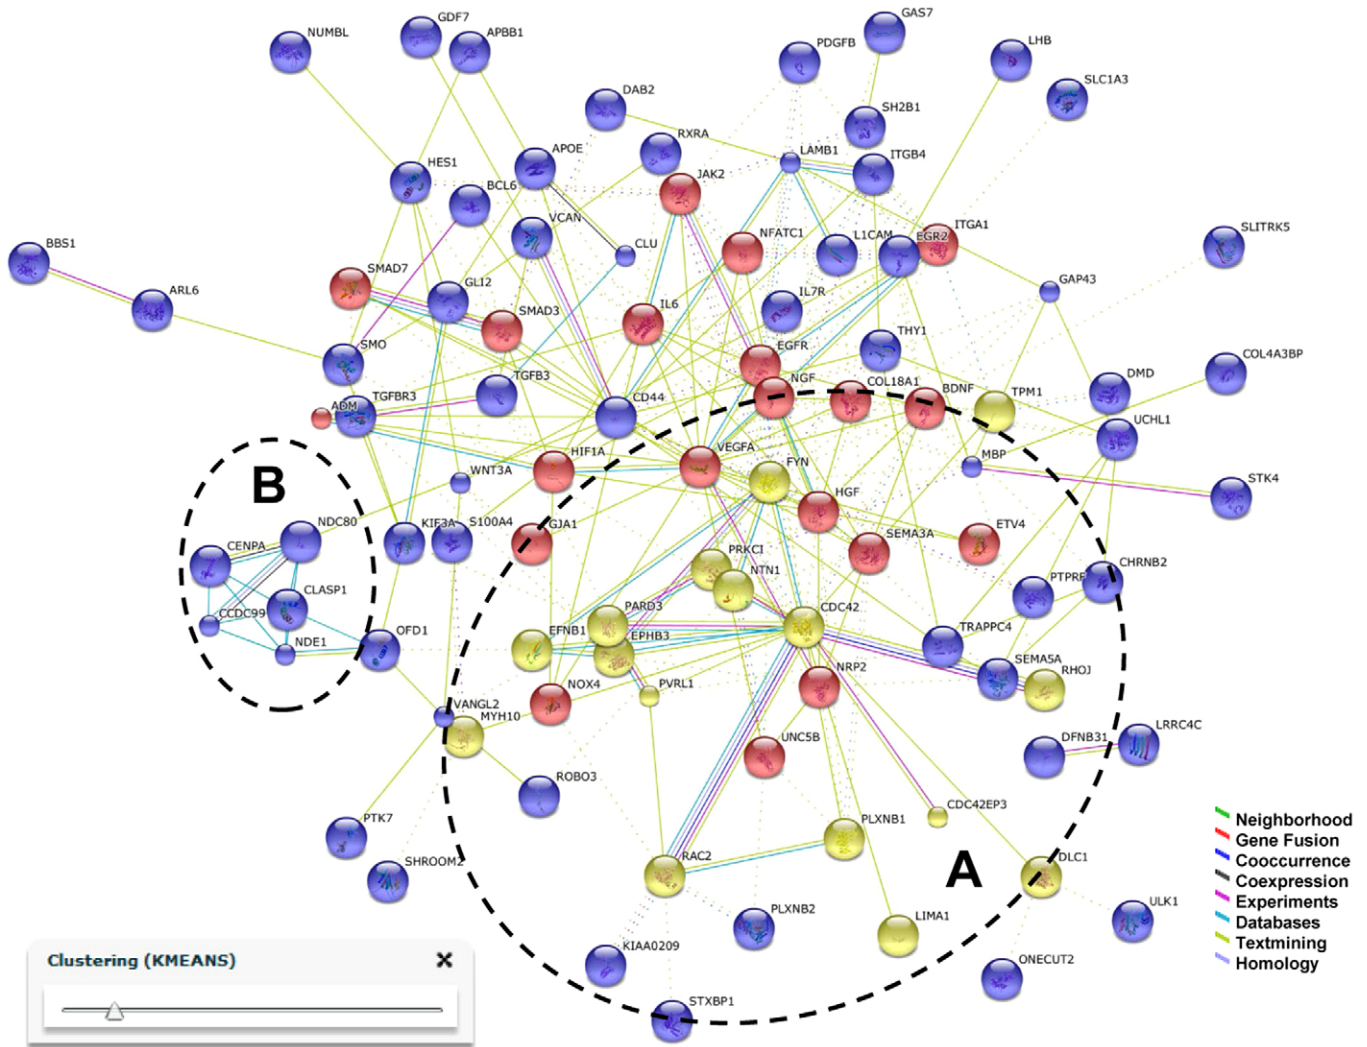 GDF7
GAS7
NUMBL
APBB1
PDGFB
LHB
SLC1A3
DAB2
SH2B1
RXRA
LAMB1
HES1
APOE
ITGB4
JAK2
BCL6
VCAN
ITGA1
SLITRK5
NFATC1
L1CAM
EGR2
BBS1
CLU
SMAD7
GAP43
ARL6
GLI2
IL6
IL7R
SMAD3
THY1
SMO
EGFR
COL4A3BP
TGFB3
NGF
COL18A1
BDNF
TPM1
DMD
ADM
TGFBR3
CD44
UCHL1
HIF1A
VEGFA
FYN
MBP
WNT3A
B
STK4
HGF
NDC80
KIF3A
S100A4
GJA1
SEMA3A
ETV4
CENPA
PRKCI
CHRNB2
NTN1
PTPRF
CLASP1
CCDC99
PARD3
CDC42
OFD1
EFNB1
EPHB3
TRAPPC4
NDE1
SEMA5A
RHOJ
NRP2
NOX4
PVRL1
VANGL2
MYH10
LRRC4C
UNC5B
DFNB31
ROBO3
CDC42EP3
PTK7
PLXNB1
Neighborhood
Gene Fusion
Cooccurrence
Coexpression
Experiments
Databases
Textmining
Homology
SHROOM2
RAC2
A
DLC1
PLXNB2
LIMA1
ULK1
KIAA0209
ONECUT2
STXBP1
Clustering (KMEANS)